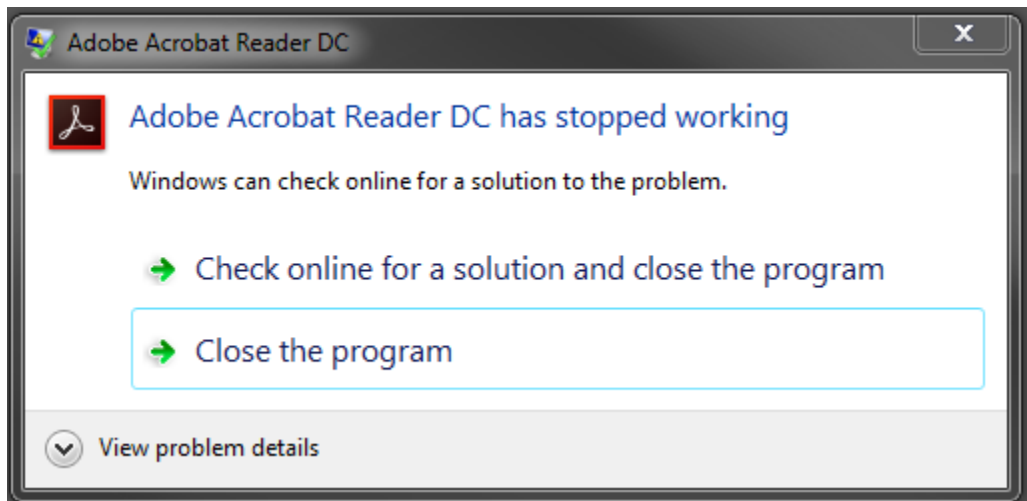 Adobe Acrobat Reader DC
Adobe Acrobat Reader DC has stopped working
Windows can check online for a solution to the problem.
Check online for a solution and close the program
Close the program
View problem details